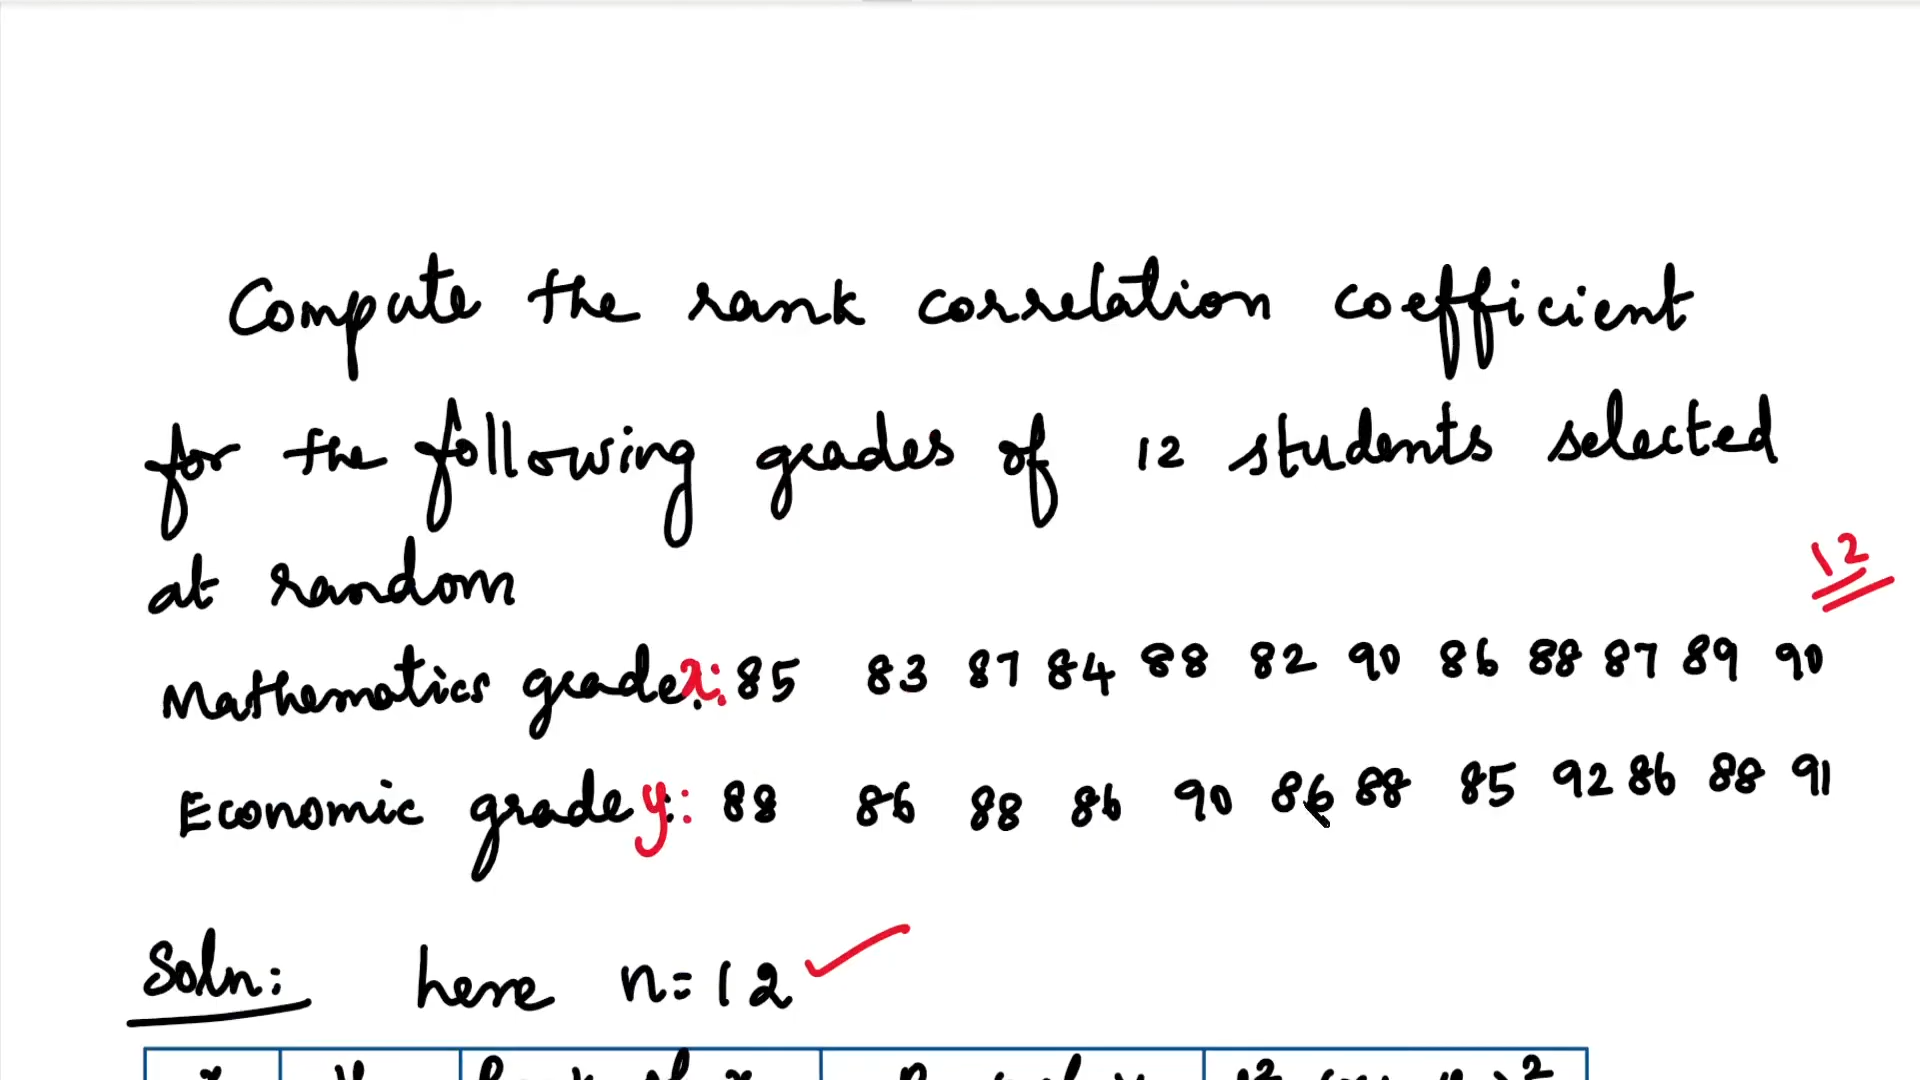 Compute the rank correlation coefficient
for the following grades of 12 students selected
at random
12
Mathematics grade x: 85 83 87 84 88 82 90 86 88 87 89 90
Economic grade y: 88 86 88 86 90 86 88 85 92 86 88 91
Soln: here n=12 ✓
x y